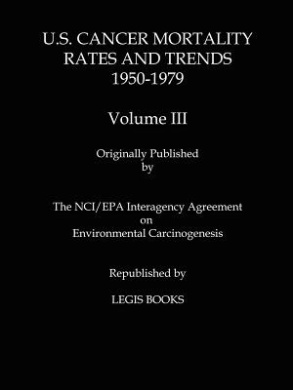 U.S. CANCER MORTALITY
RATES AND TRENDS
1950-1979
Volume III
Originally Published
by
The NCI/EPA Interagency Agreement
on
Environmental Carcinogenesis
Republished by
LEGIS BOOKS